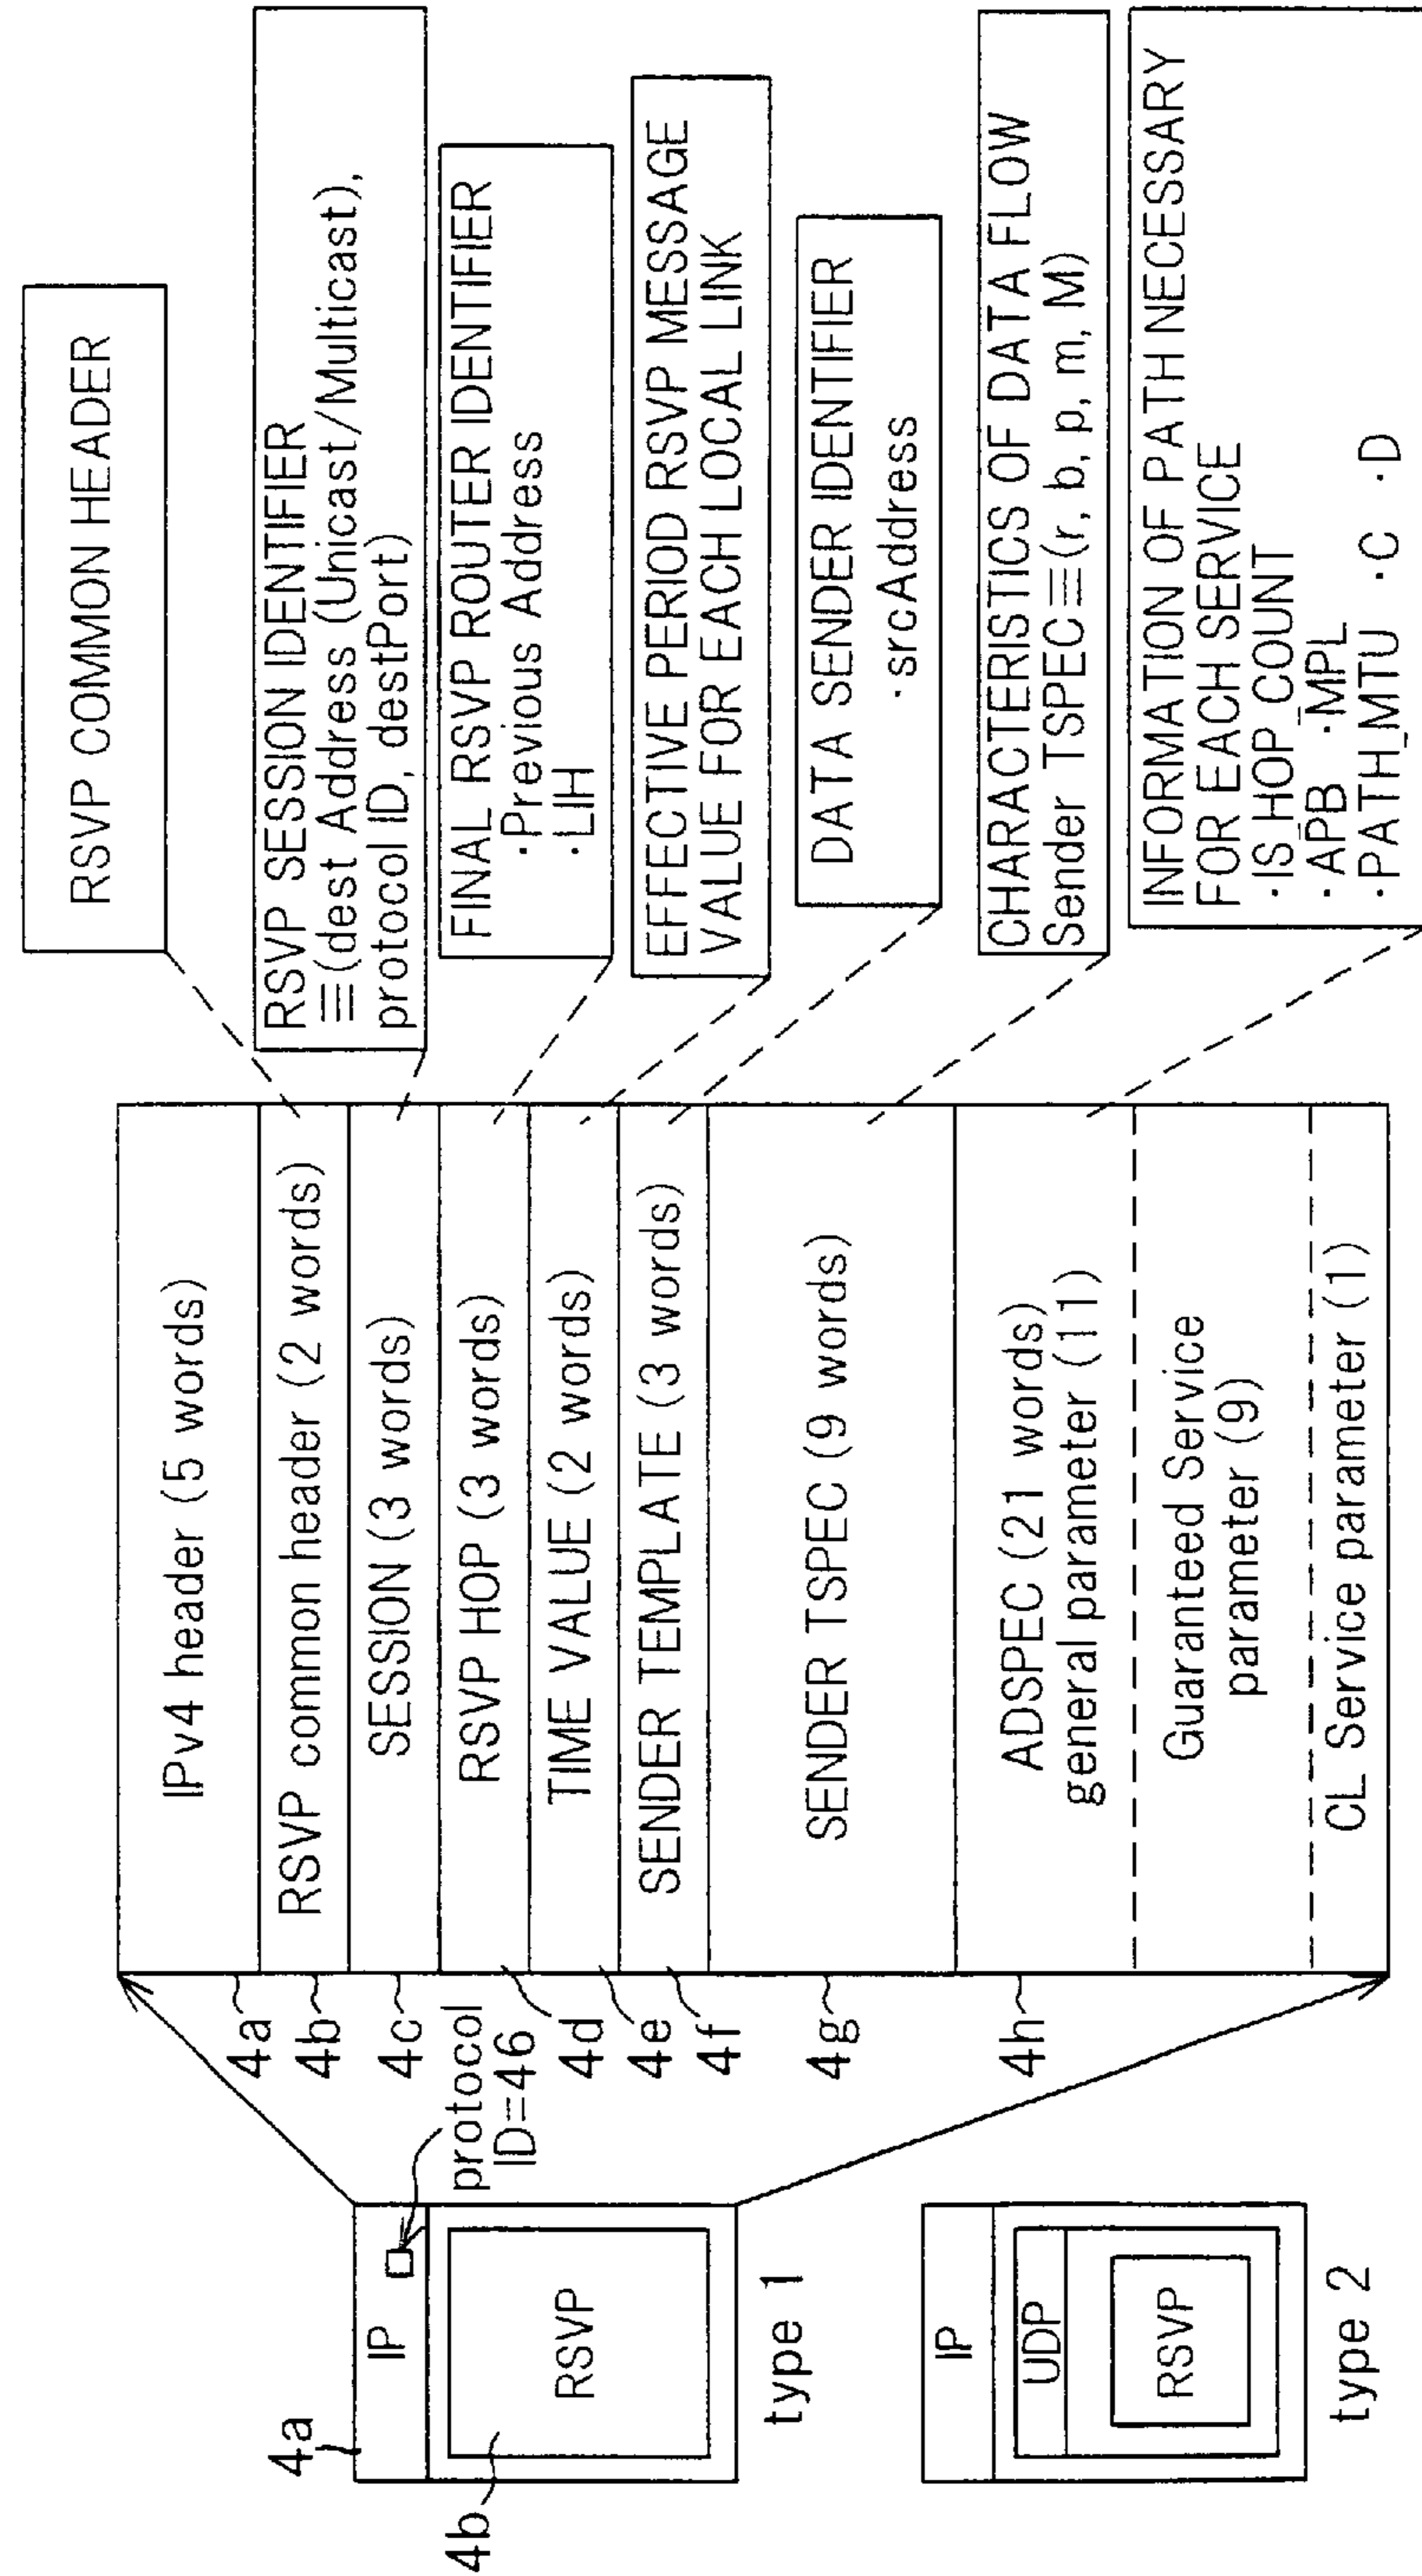 4a
IP
4b
RSVP
type 1
protocol
ID=46
IP
UDP
RSVP
type 2
4a
4b
4c
4d
4e
4f
4g
4h
IPv4 header (5 words)
RSVP common header (2 words)
SESSION (3 words)
RSVP HOP (3 words)
TIME VALUE (2 words)
SENDER TEMPLATE (3 words)
SENDER TSPEC (9 words)
ADSPEC (21 words)
general parameter (11)
Guaranteed Service
parameter (9)
CL Service parameter (1)
RSVP COMMON HEADER
RSVP SESSION IDENTIFIER
≡(dest Address (Unicast/Multicast),
protocol ID, destPort)
FINAL RSVP ROUTER IDENTIFIER
·Previous Address
·LIH
EFFECTIVE PERIOD RSVP MESSAGE
VALUE FOR EACH LOCAL LINK
DATA SENDER IDENTIFIER
·srcAddress
CHARACTERISTICS OF DATA FLOW
Sender TSPEC≡(r, b, p, m, M)
INFORMATION OF PATH NECESSARY
FOR EACH SERVICE
·IS_HOP_COUNT
·APB ·MPL
·PATH_MTU ·C ·D